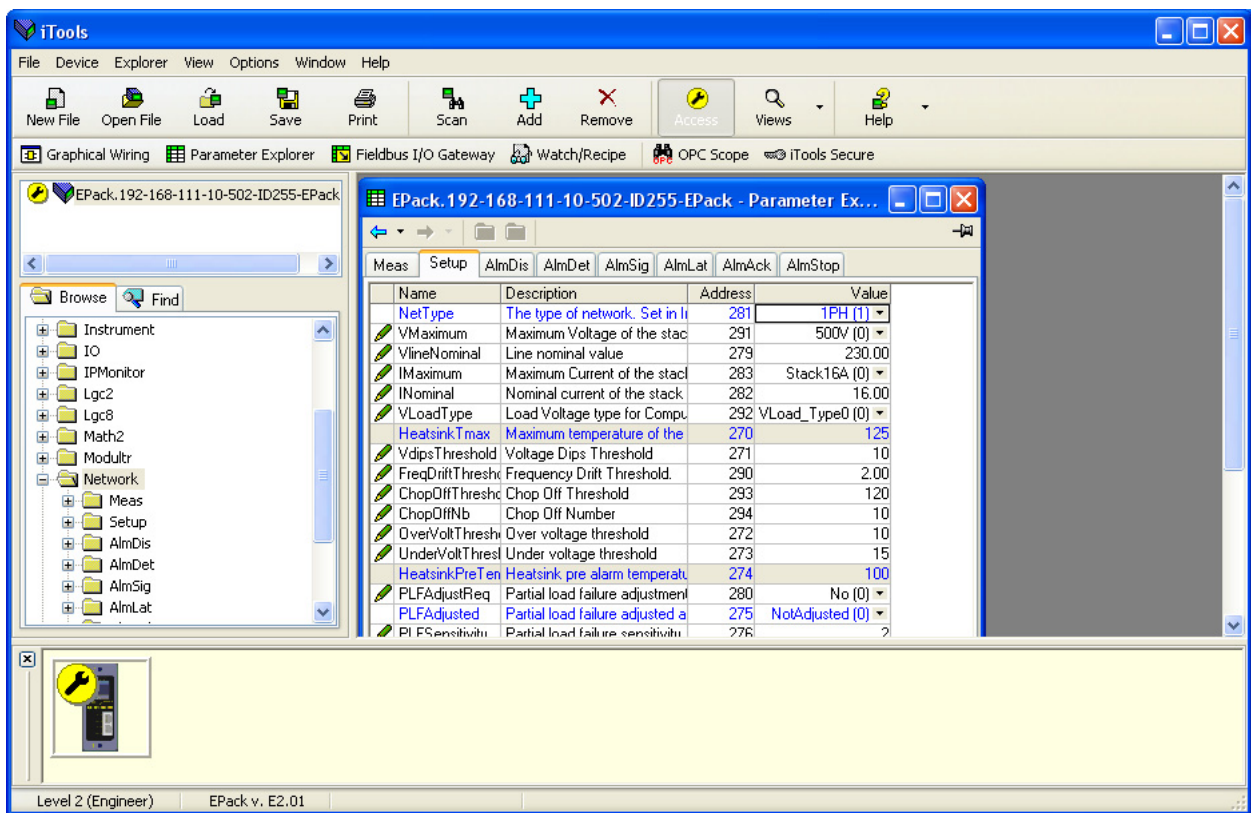 iTools
File Device Explorer View Options Window Help
New File Open File Load Save Print Scan Add Remove Access Views Help
Graphical Wiring Parameter Explorer Fieldbus I/O Gateway Watch/Recipe OPC OPC Scope iTools Secure
EPack.192-168-111-10-502-ID255-EPack
Browse Find
Instrument
IO
IPMonitor
Lgc2
Lgc8
Math2
Modultr
Network
Meas
Setup
AlmDis
AlmDet
AlmSig
AlmLat
EPack.192-168-111-10-502-ID255-EPack - Parameter Ex...
Meas Setup AlmDis AlmDet AlmSig AlmLat AlmAck AlmStop
Name Description Address Value
NetType The type of network. Set in 281 1PH (1)
VMaximum Maximum Voltage of the stac 291 500V (0)
VlineNominal Line nominal value 279 230.00
IMaximum Maximum Current of the stacl 283 Stack16A (0)
INominal Nominal current of the stack 282 16.00
VLoadType Load Voltage type for Compu 292 VLoad_Type0 (0)
HeatsinkTmax Maximum temperature of the 270 125
VdipsThreshold Voltage Dips Threshold 271 10
FreqDriftThresh Frequency Drift Threshold. 290 2.00
ChopOffThresho Chop Off Threshold 293 120
ChopOffNb Chop Off Number 294 10
OverVoltThresh Over voltage threshold 272 10
UnderVoltThresl Under voltage threshold 273 15
HeatsinkPreTen Heatsink pre alarm temperatu 274 100
PLFAdjustReq Partial load failure adjustment 280 No (0)
PLFAdjusted Partial load failure adjusted a 275 NotAdjusted (0)
PLFSensitivity Partial load failure sensitivity 276 2
Level 2 (Engineer) EPack v. E2.01